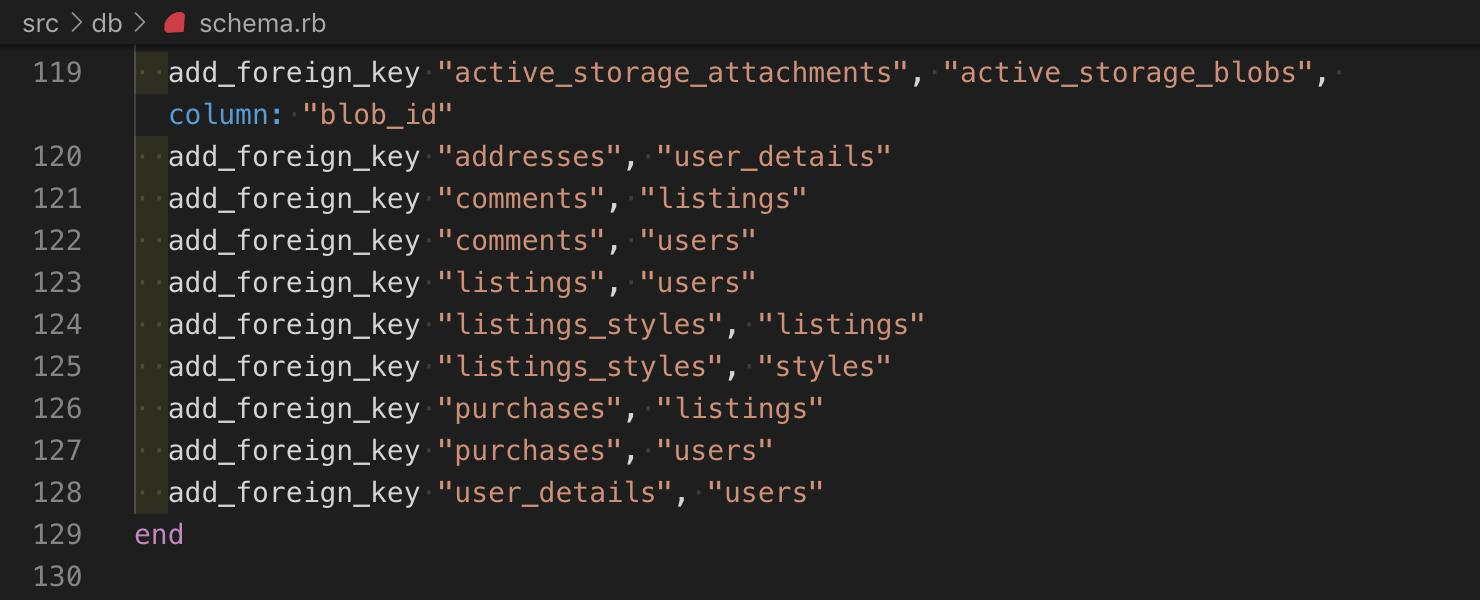 src > db > schema.rb
119 add_foreign_key "active_storage_attachments", "active_storage_blobs",
column: "blob_id"
120 add_foreign_key "addresses", "user_details"
121 add_foreign_key "comments", "listings"
122 add_foreign_key "comments", "users"
123 add_foreign_key "listings", "users"
124 add_foreign_key "listings_styles", "listings"
125 add_foreign_key "listings_styles", "styles"
126 add_foreign_key "purchases", "listings"
127 add_foreign_key "purchases", "users"
128 add_foreign_key "user_details", "users"
129 end
130